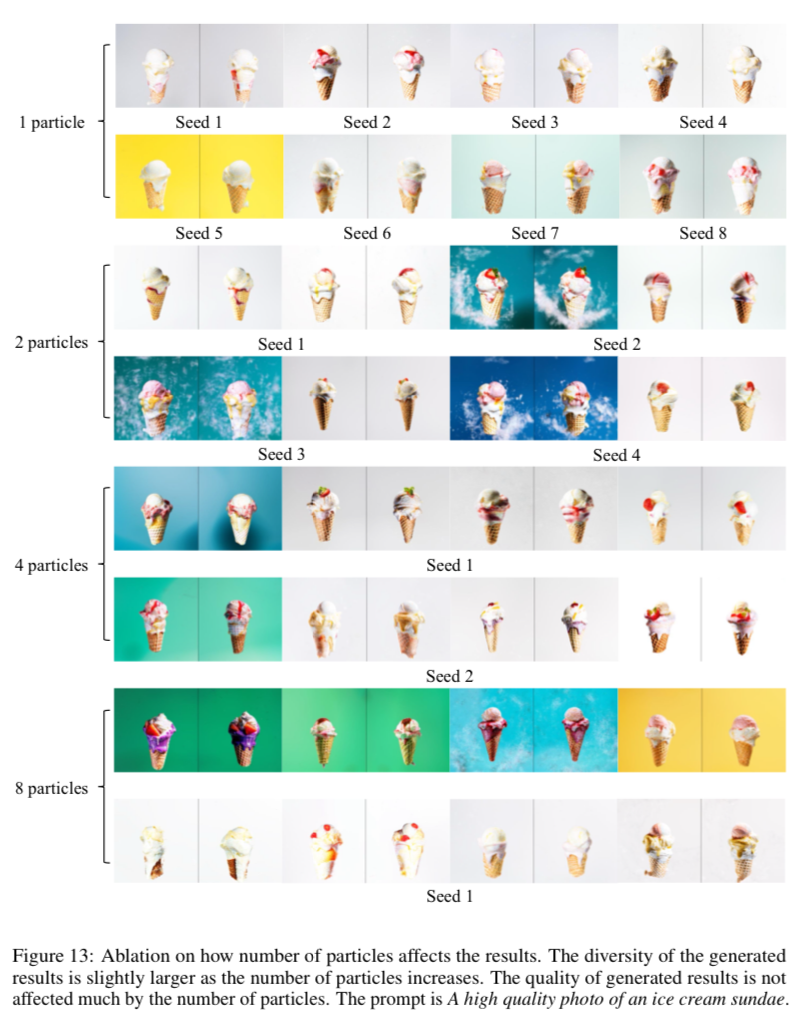 1 particle
Seed 1
Seed 2
Seed 3
Seed 4
Seed 5
Seed 6
Seed 7
Seed 8
2 particles
Seed 1
Seed 2
Seed 3
Seed 4
4 particles
Seed 1
Seed 2
8 particles
Seed 1
Figure 13: Ablation on how number of particles affects the results. The diversity of the generated
results is slightly larger as the number of particles increases. The quality of generated results is not
affected much by the number of particles. The prompt is A high quality photo of an ice cream sundae.